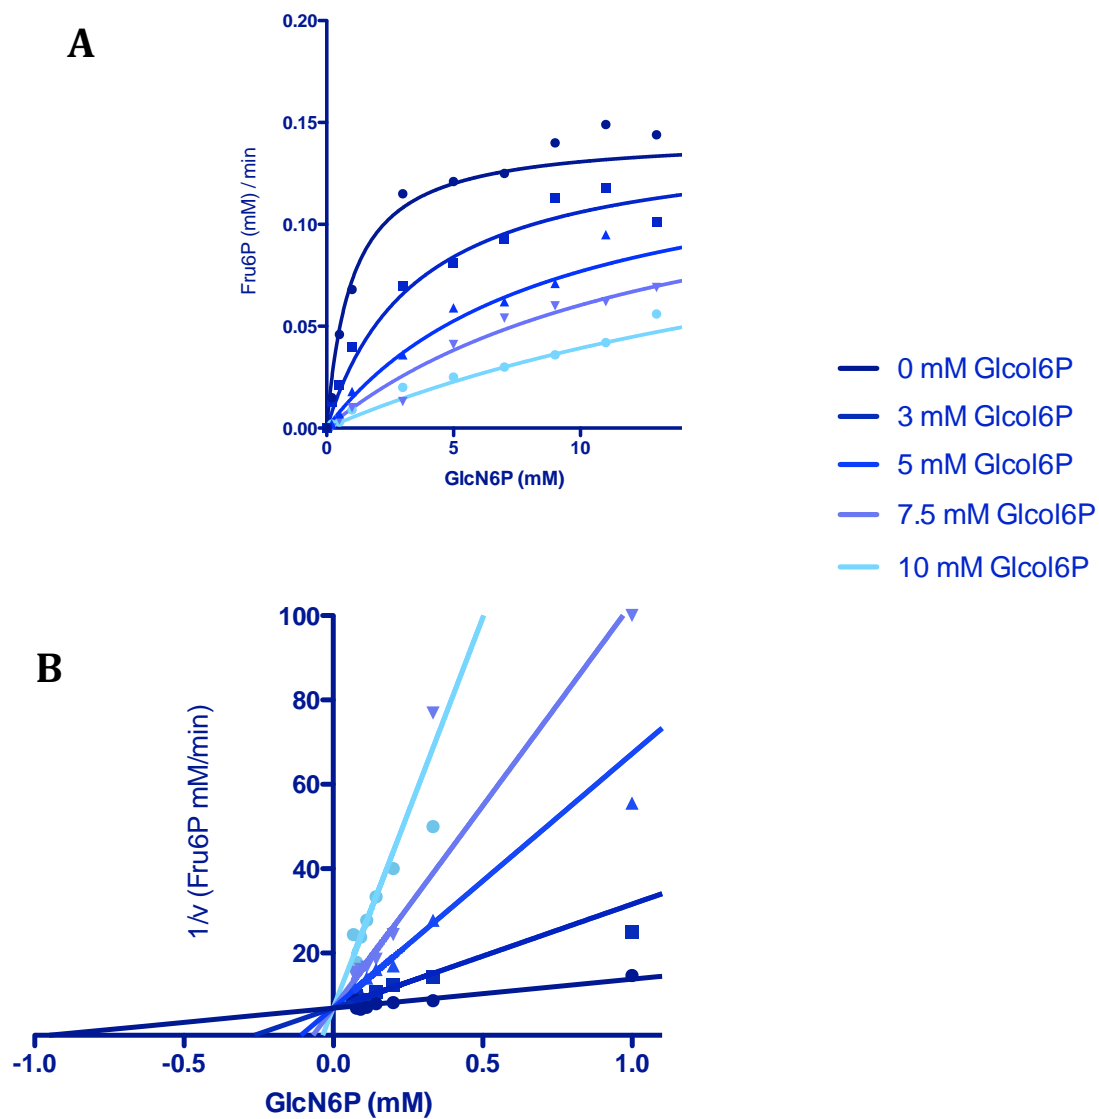 A
0.20
0.15
0.10
0.05
0.00
Fru6P (mM) / min
0 5 10
GlcN6P (mM)
0 mM Glcol6P
3 mM Glcol6P
5 mM Glcol6P
7.5 mM Glcol6P
10 mM Glcol6P
B
100
80
60
40
20
1/v (Fru6P mM/min)
-1.0 -0.5 0.0 0.5 1.0
GlcN6P (mM)